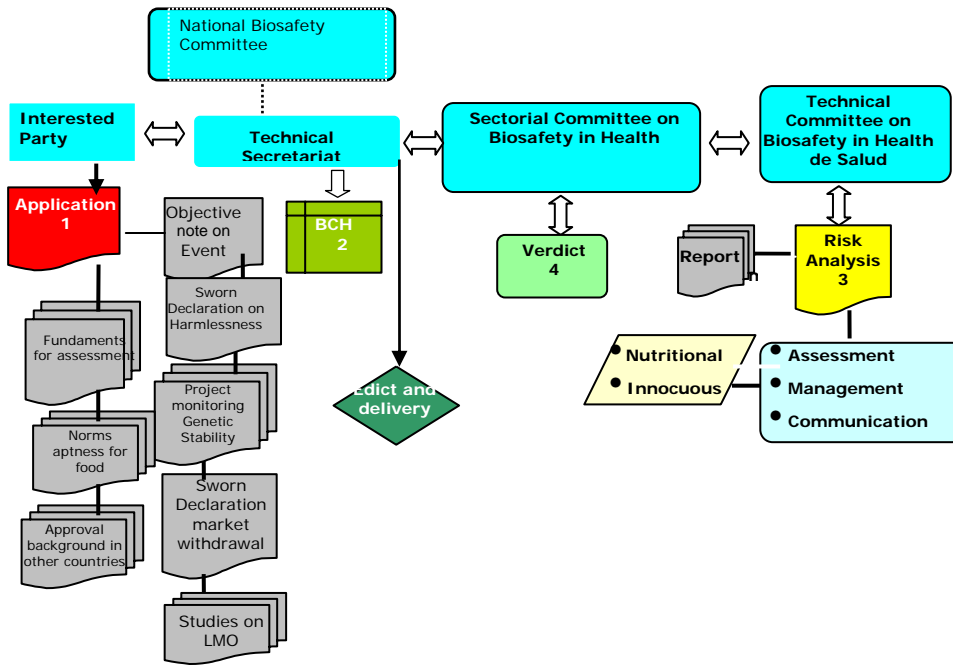 National Biosafety
Committee
Interested
Party
Technical
Secretariat
Sectorial Committee on
Biosafety in Health
Technical
Committee on
Biosafety in Health
de Salud
Application
1
Objective
note on
Event
BCH
2
Verdict
4
Report
n
Risk
Analysis
3
Sworn
Declaration on
Harmlessness
Fundaments
for assessment
• Nutritional
• Innocuous
• Assessment
• Management
• Communication
Project
monitoring
Genetic
Stability
Edict and
delivery
Norms
aptness for
food
Sworn
Declaration
market
withdrawal
Approval
background in
other countries
Studies on
LMO